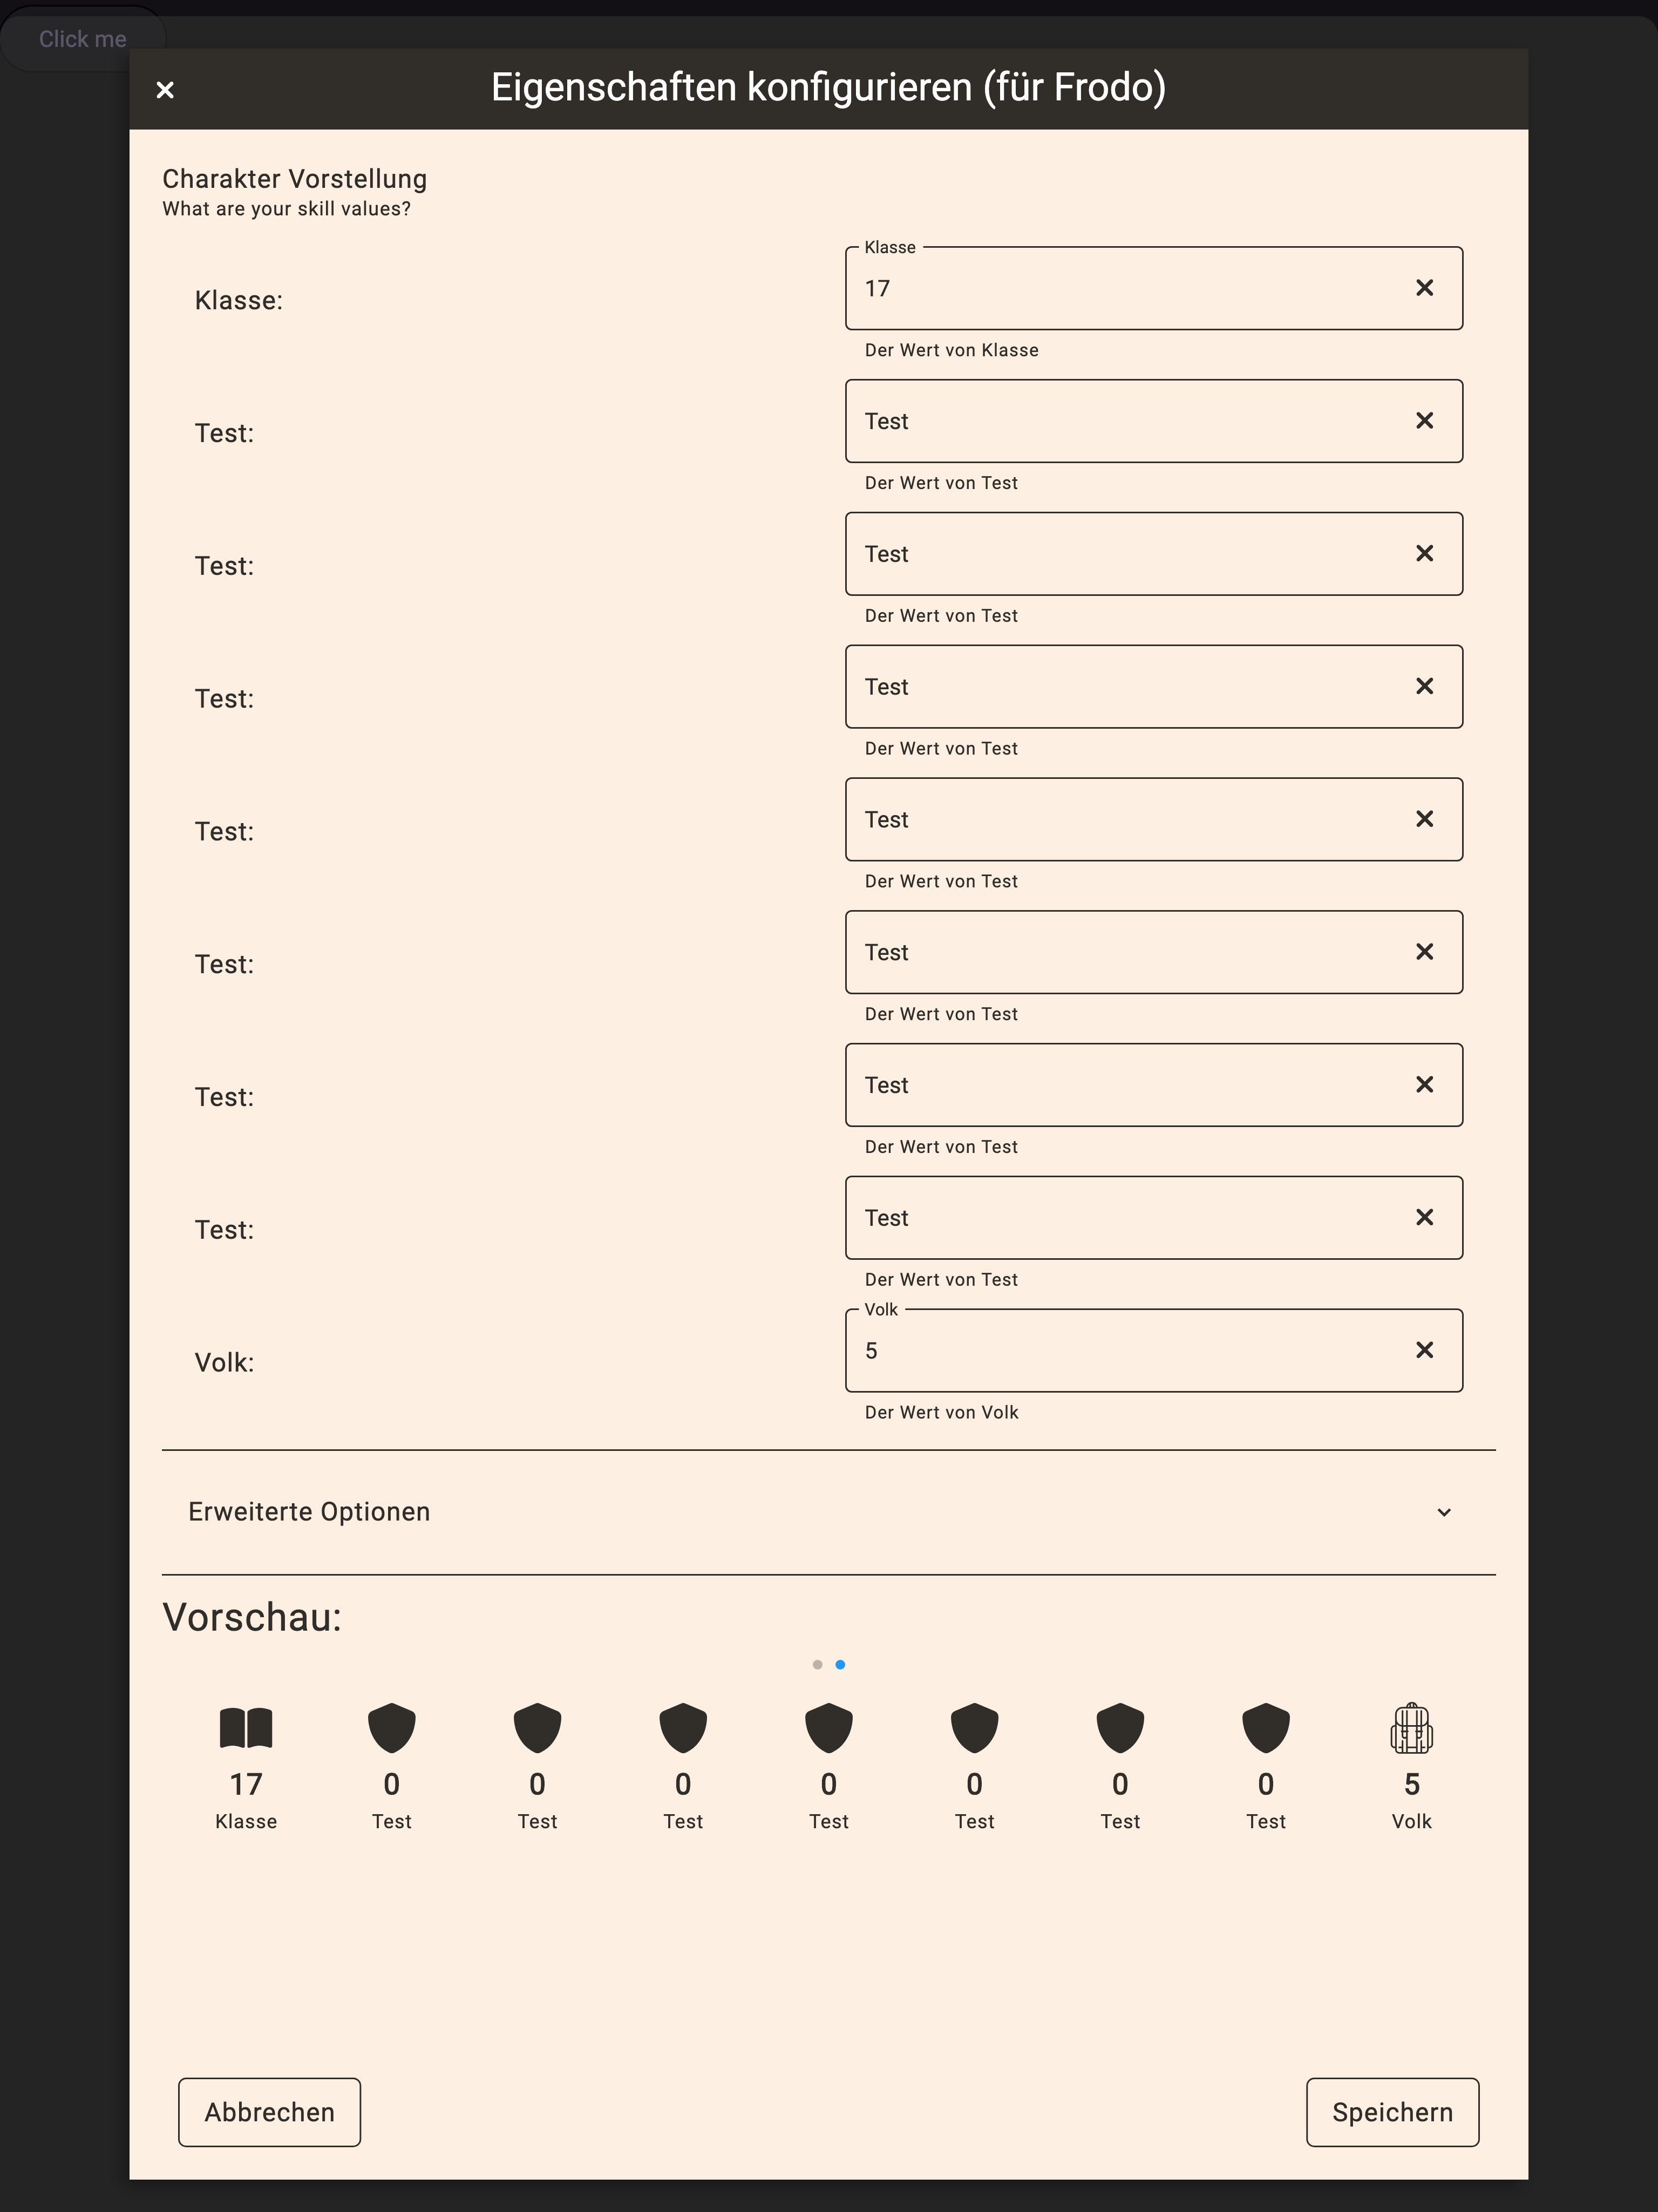 Click me
Eigenschaften konfigurieren (für Frodo)
Charakter Vorstellung
What are your skill values?
Klasse
Klasse:
17
Der Wert von Klasse
Test:
Test
Der Wert von Test
Test:
Test
Der Wert von Test
Test:
Test
Der Wert von Test
Test:
Test
Der Wert von Test
Test:
Test
Der Wert von Test
Test:
Test
Der Wert von Test
Test:
Test
Der Wert von Test
Volk
Volk:
5
Der Wert von Volk
Erweiterte Optionen
Vorschau:
17 0 0 0 0 0 0 0 5
Klasse Test Test Test Test Test Test Test Volk
Abbrechen Speichern